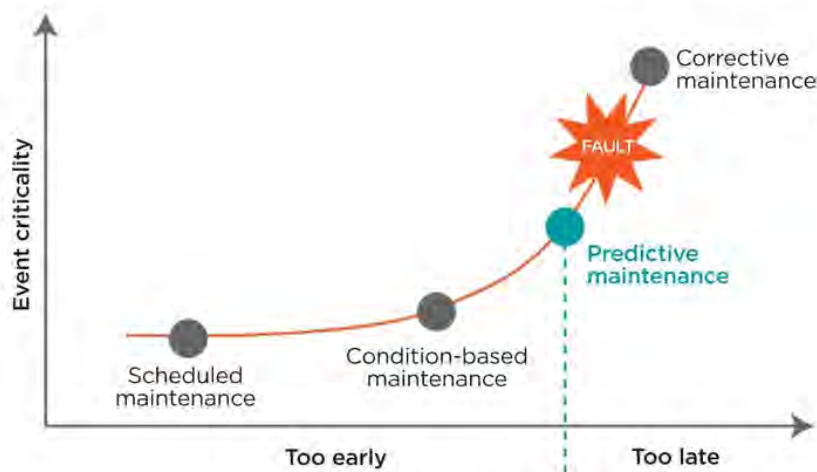 Event criticality
Corrective
maintenance
FAULT
Predictive
maintenance
Condition-based
maintenance
Scheduled
maintenance
Too early
Too late